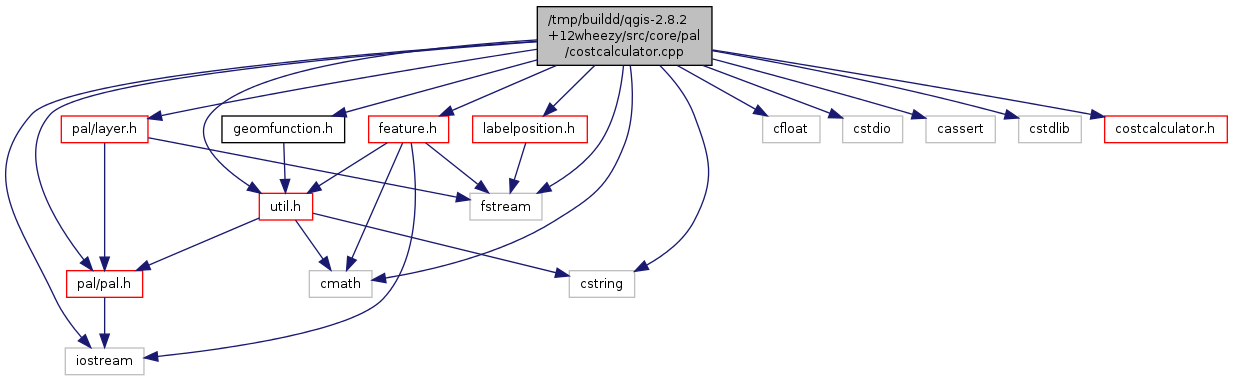 /tmp/buildd/qgis-2.8.2
+12wheezy/src/core/pal
/costcalculator.cpp
pal/layer.h
geomfunction.h
feature.h
labelposition.h
cfloat
cstdio
cassert
cstdlib
costcalculator.h
util.h
fstream
pal/pal.h
cmath
cstring
iostream